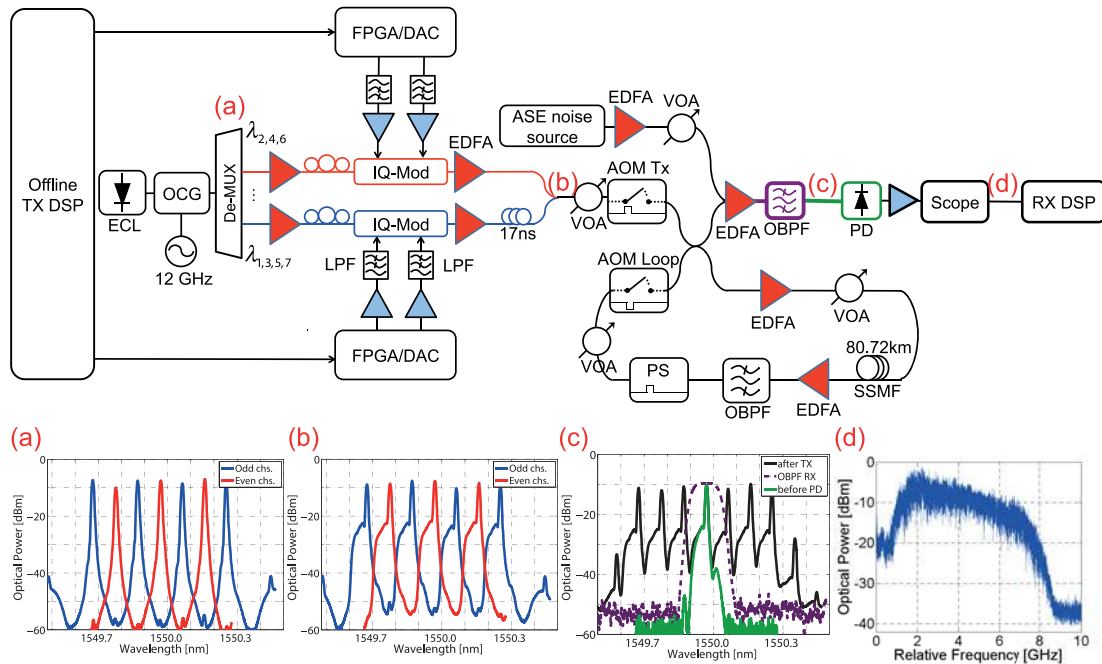 FPGA/DAC
Offline
TX DSP
(a)
λ2,4,6
De-MUX
⋮
λ1,3,5,7
ECL
OCG
12 GHz
IQ-Mod
EDFA
IQ-Mod
17ns
LPF
LPF
FPGA/DAC
(b)
ASE noise
source
EDFA
VOA
AOM Tx
VOA
AOM Loop
EDFA
OBPF
(c)
PD
Scope
(d)
RX DSP
EDFA
VOA
VOA
PS
OBPF
EDFA
80.72km
SSMF
(a)
Odd chs.
Even chs.
Optical Power [dBm]
0
−20
−40
−60
1549.7
1550.0
1550.3
Wavelength [nm]
(b)
Odd chs.
Even chs.
Optical Power [dBm]
0
−20
−40
−60
1549.7
1550.0
1550.3
Wavelength [nm]
(c)
after TX
OBPF RX
before PD
Optical Power [dBm]
0
−20
−40
−60
1549.7
1550.0
1550.3
Wavelength [nm]
(d)
Optical Power [dBm]
0
-10
-20
-30
-40
0
2
4
6
8
10
Relative Frequency [GHz]